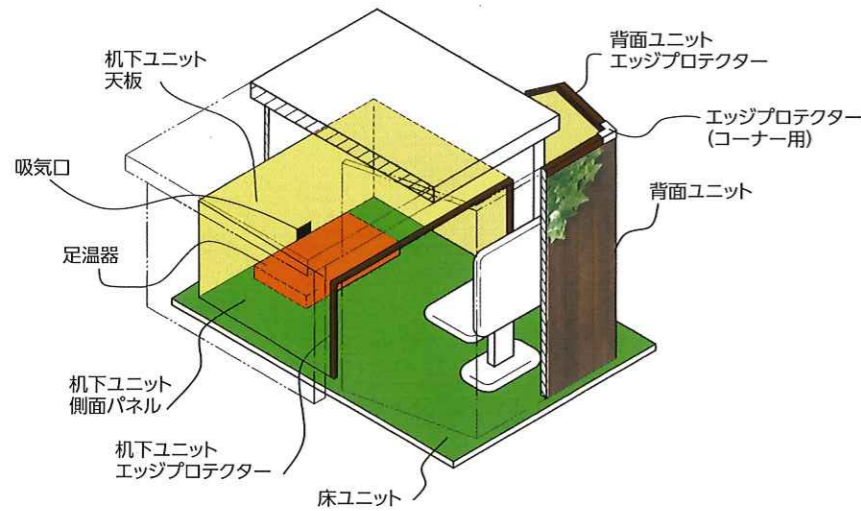 机下ユニット
天板
吸気口
足温器
机下ユニット
側面パネル
机下ユニット
エッジプロテクター
床ユニット
背面ユニット
エッジプロテクター
エッジプロテクター
(コーナー用)
背面ユニット